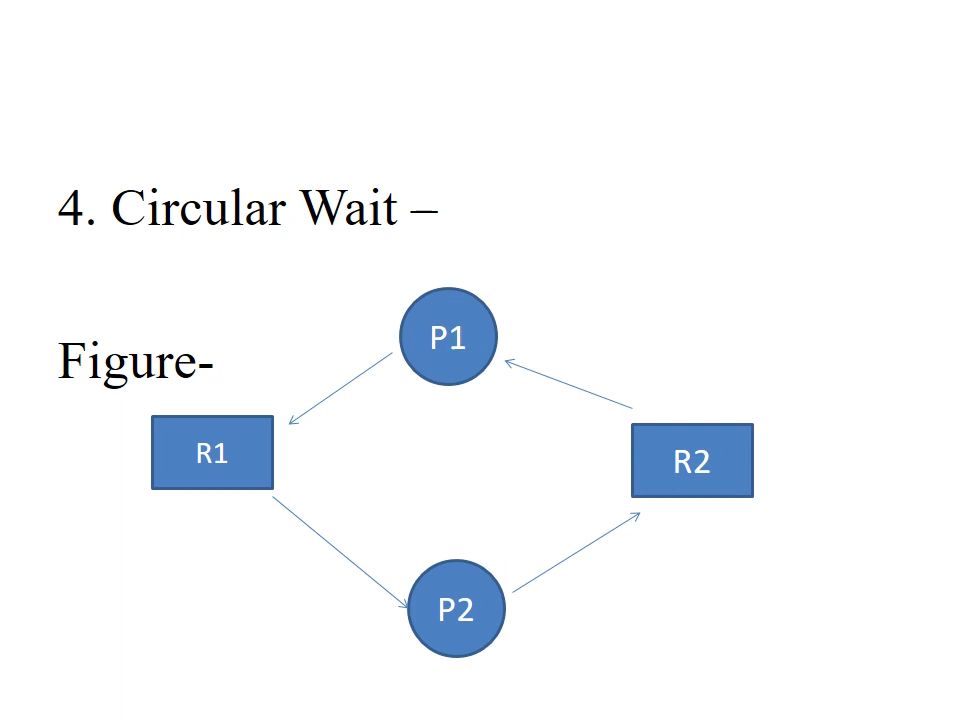 4. Circular Wait –
P1
Figure-
R1
R2
P2